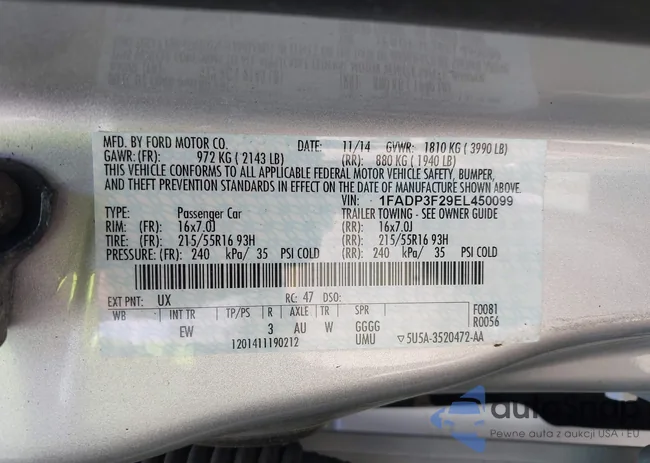 MFD. BY FORD MOTOR CO. DATE: 11/14 GVWR: 1810 KG ( 3990 LB)
GAWR: (FR) 972 KG ( 2143 LB) (RR): 880 KG ( 1940 LB)
THIS VEHICLE CONFORMS TO ALL APPLICABLE FEDERAL MOTOR VEHICLE SAFETY, BUMPER,
AND THEFT PREVENTION STANDARDS IN EFFECT ON THE DATE OF MANUFACTURE SHOWN ABOVE.
VIN: 1FADP3F29EL450099
TYPE: Passenger Car TRAILER TOWING - SEE OWNER GUIDE
RIM: (FR) 16x7.0J (RR): 16x7.0J
TIRE: (FR) 215/55R16 93H (RR): 215/55R16 93H
PRESSURE: (FR) 240 kPa/ 35 PSI COLD (RR): 240 kPa/ 35 PSI COLD
EXT PNT: UX RC: 47 DSO:
WB INT TR TP/PS R AXLE TR SPR F0081
EW 3 AU W GGGG R0056
1201411190212 UMU 5U5A-3520472-AA
Pewne auta z aukcji USA i EU